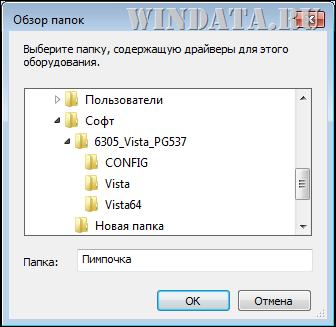 WINDATA.RU
Обзор папок
Выберите папку, содержащую драйверы для этого
оборудования.
Пользователи
Софт
6305_Vista_PG537
CONFIG
Vista
Vista64
Новая папка
Папка:
Пимпочка
OK
Отмена